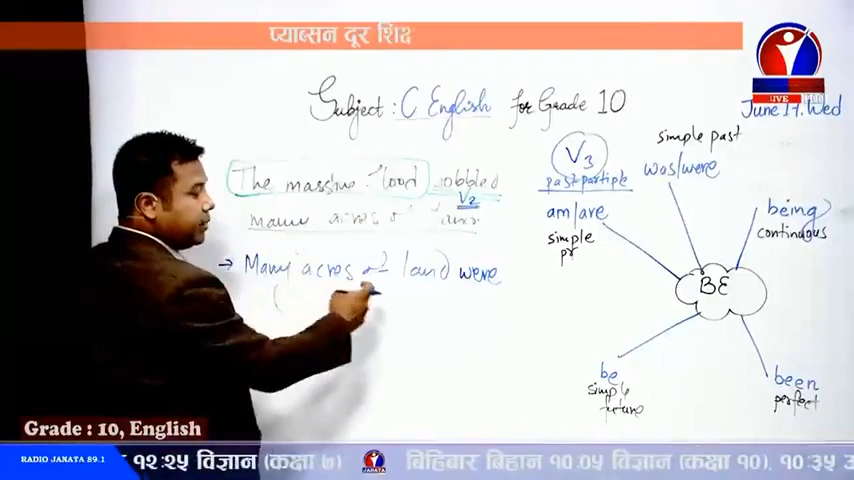 प्याब्सन दूर शिक्ष
LIVE
Subject : C English for Grade 10
June 17. Wed
The massive flood gobbled
V2
many acres of land
→ Many acres of land were
V3
past participle
am/are
simple
pr
simple past
was/were
being
continuous
BE
be
simple
future
been
perfect
Grade : 10, English
RADIO JANATA 89.1
१२:२५ विज्ञान (कक्षा ७)
JANATA
बिहिबार बिहान १०.०५ विज्ञान (कक्षा १०), १०:३५